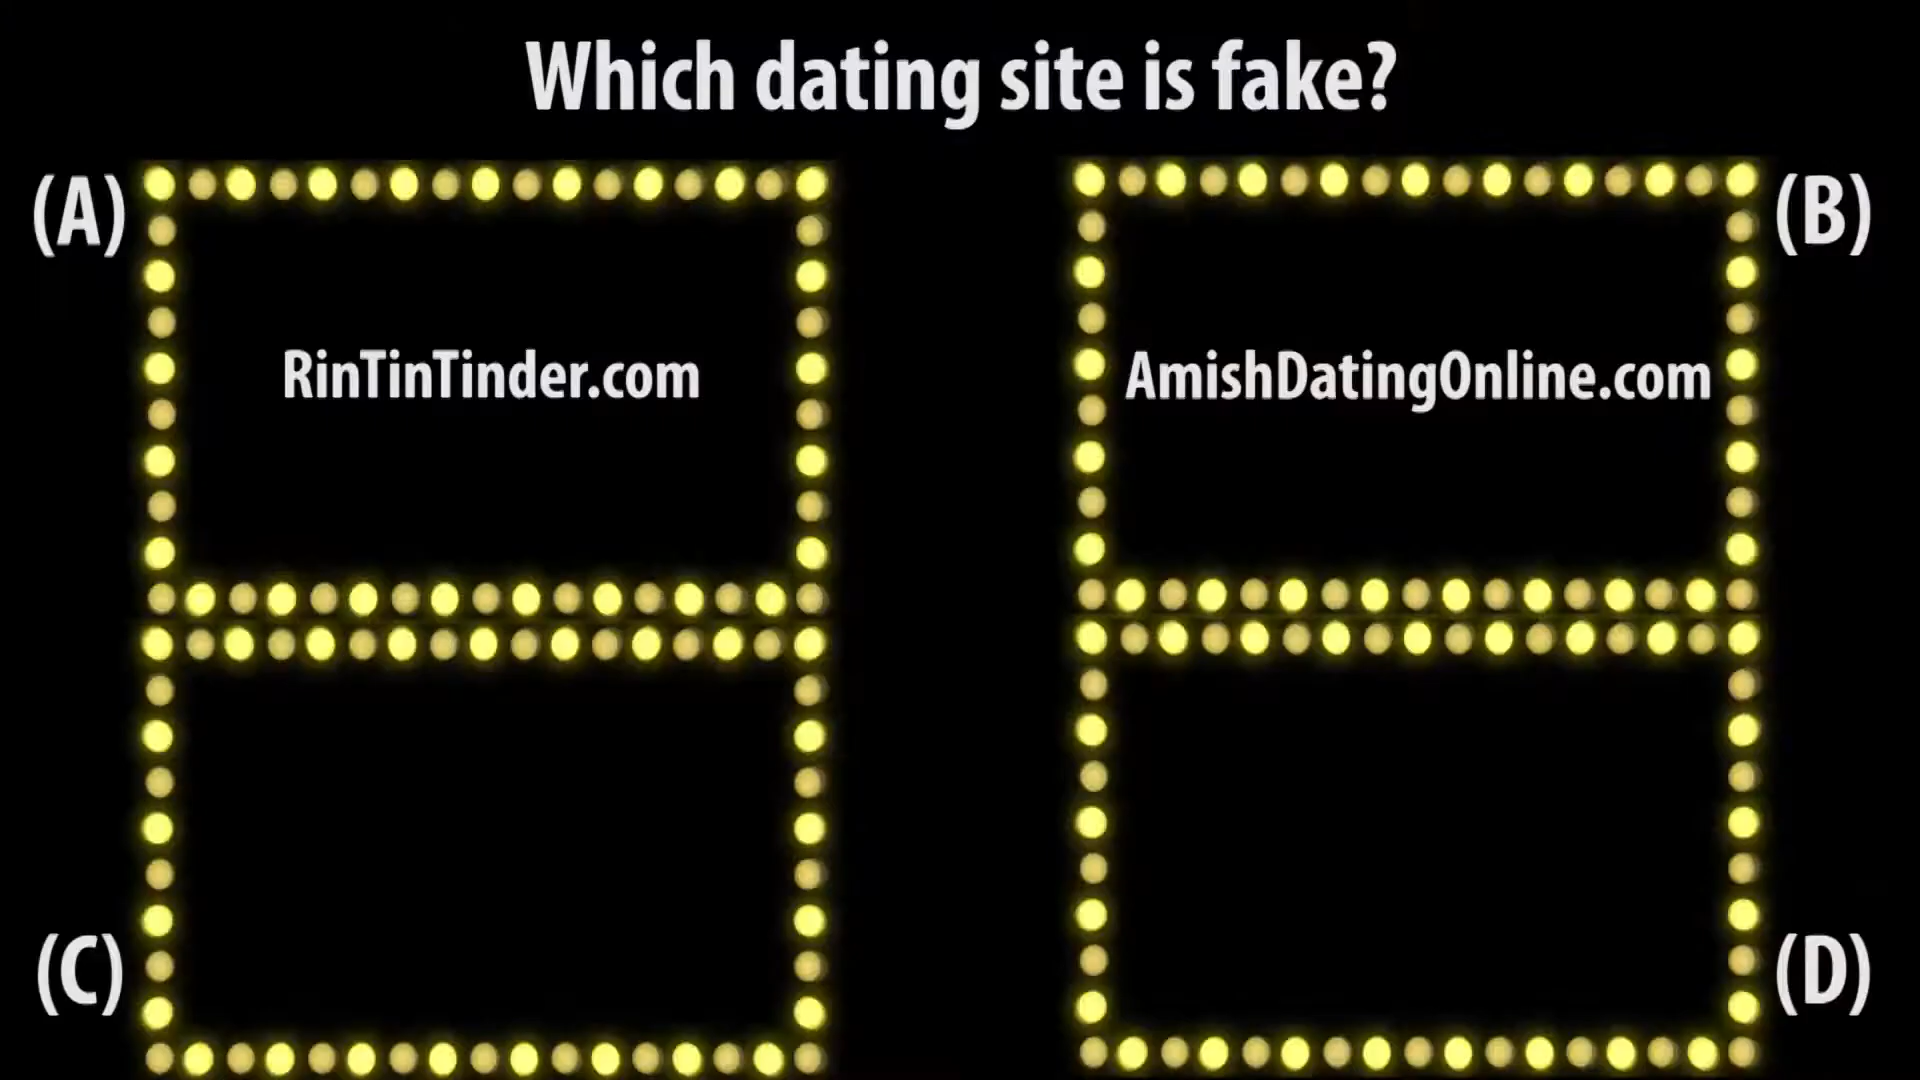 Which dating site is fake?
(A)
(B)
RinTinTinder.com
AmishDatingOnline.com
(C)
(D)